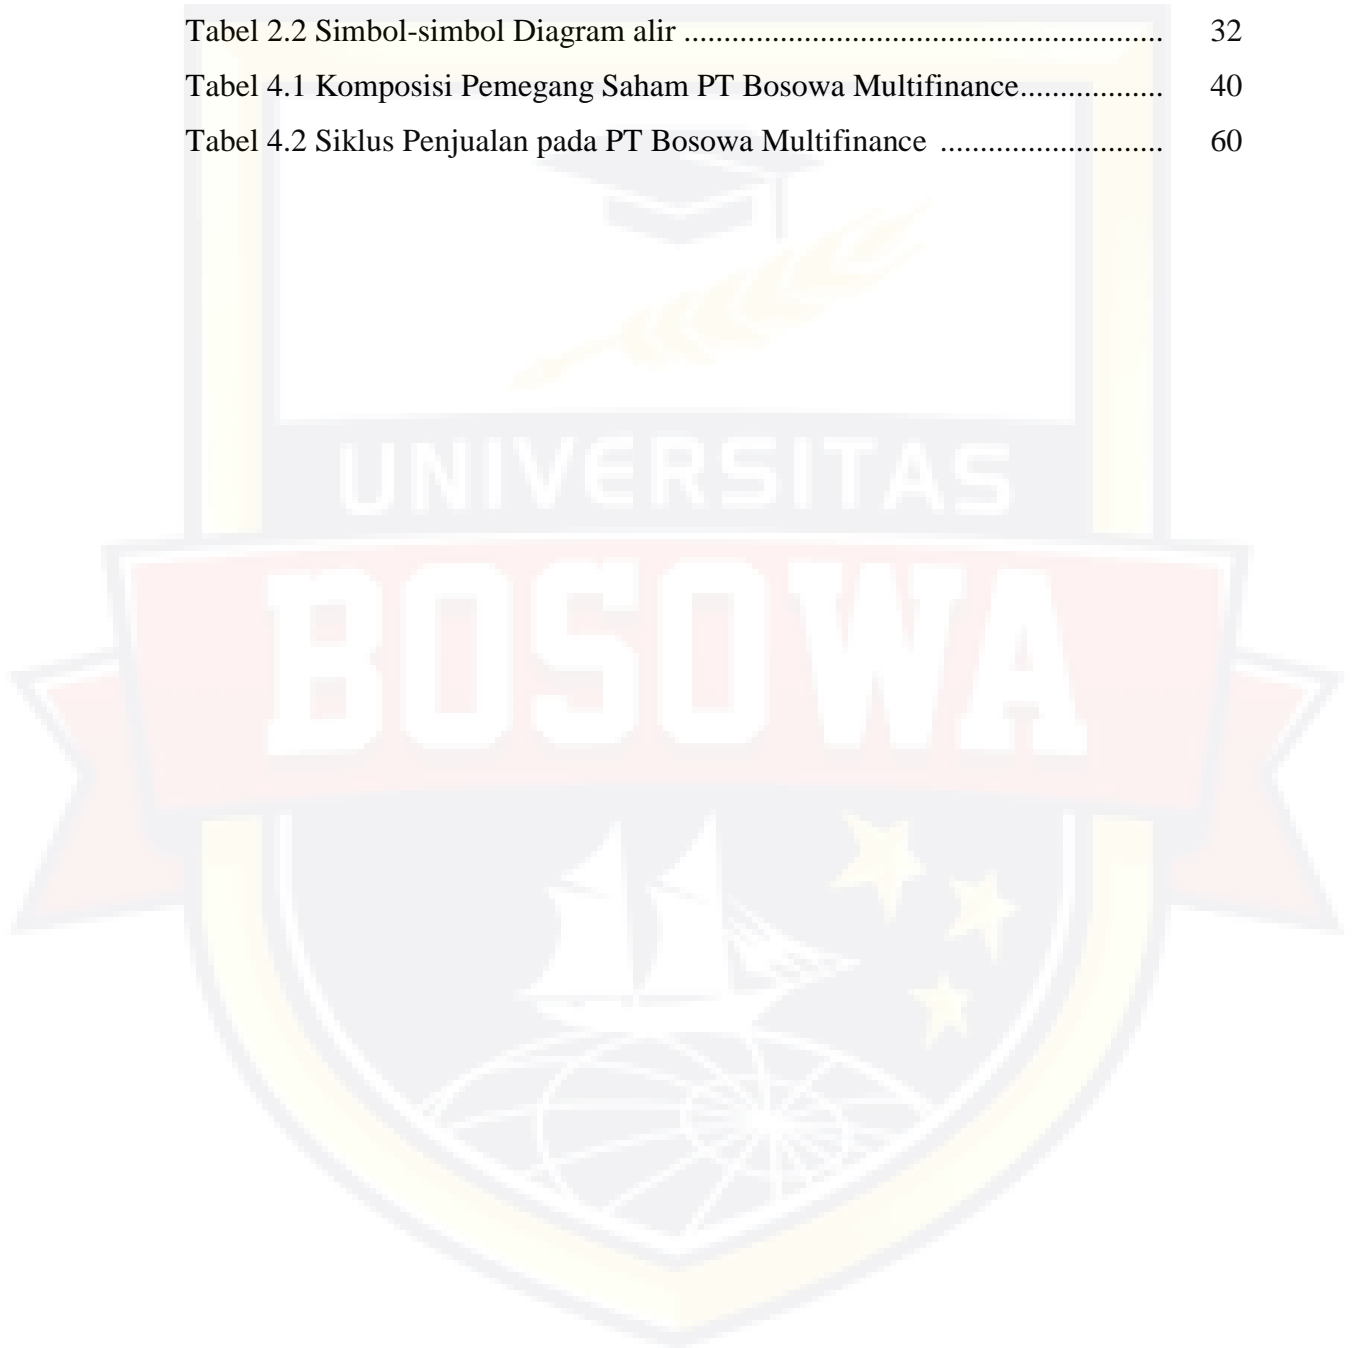 Tabel 2.2 Simbol-simbol Diagram alir ............................................................ 32
Tabel 4.1 Komposisi Pemegang Saham PT Bosowa Multifinance.................. 40
Tabel 4.2 Siklus Penjualan pada PT Bosowa Multifinance ............................ 60
UNIVERSITAS
BOSOWA